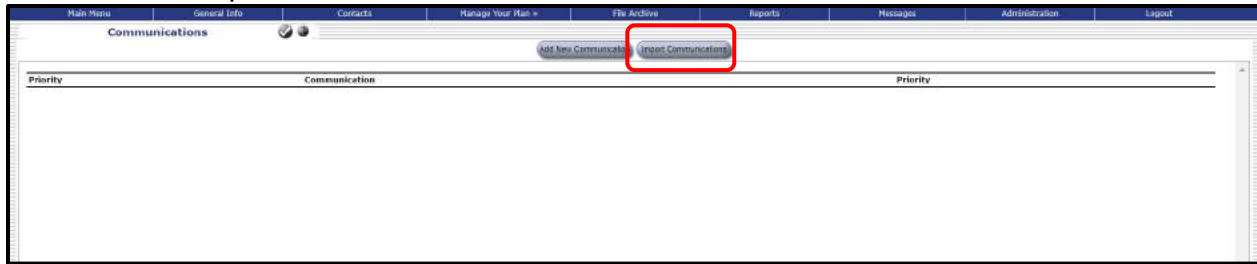 Main Menu General Info Contacts Manage Your Plan » File Archive Reports Messages Administration Logout
Communications
Add New Communication Import Communications
Priority Communication Priority